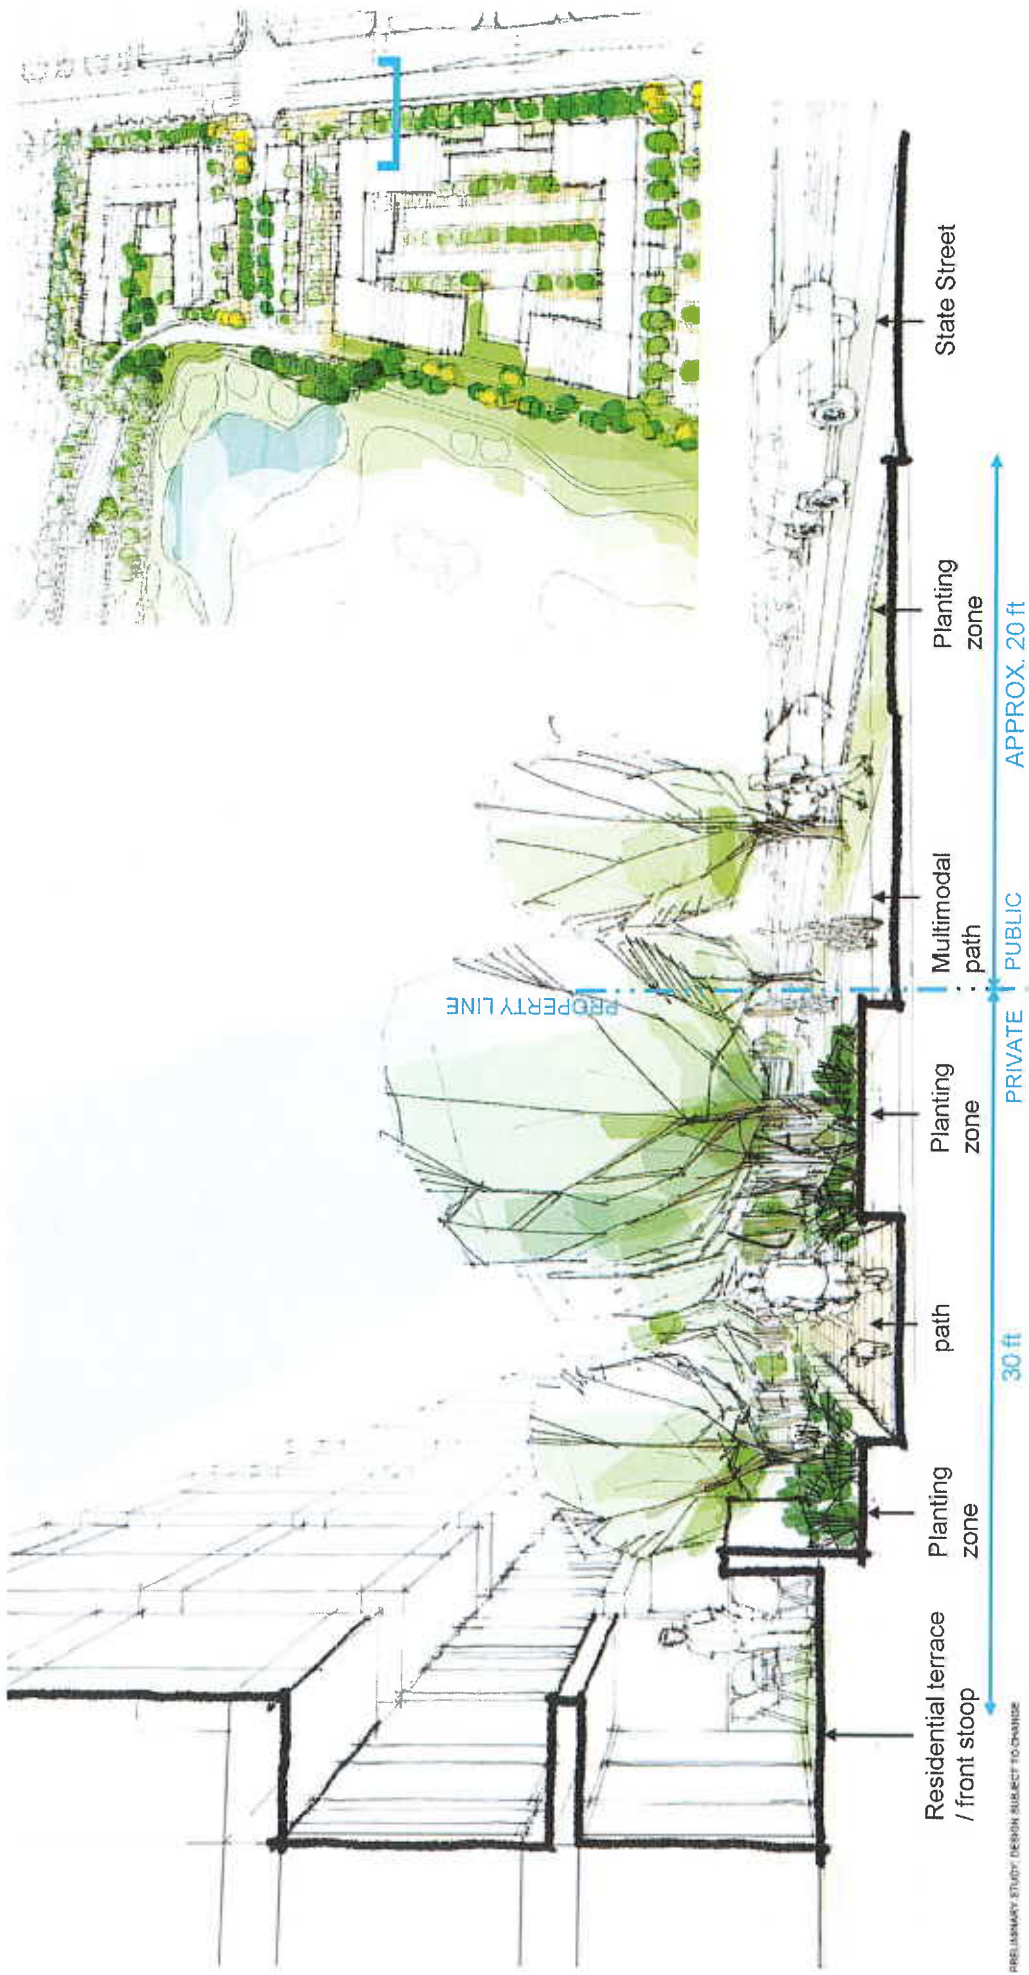 PROPERTY LINE
Residential terrace
/ front stoop
Planting
zone
path
Planting
zone
Multimodal
path
Planting
zone
State Street
30 ft
PRIVATE
PUBLIC
APPROX. 20 ft
PRELIMINARY STUDY; DESIGN SUBJECT TO CHANGE